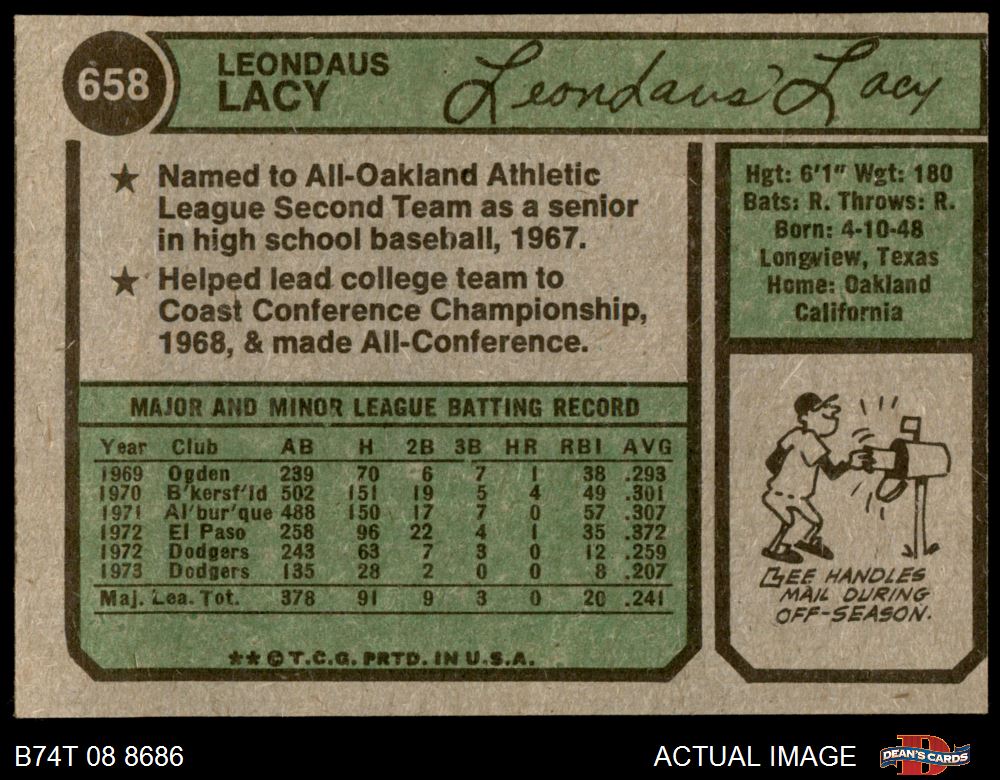 658
LEONDAUS
LACY
Leondaus Lacy
★ Named to All-Oakland Athletic
League Second Team as a senior
in high school baseball, 1967.
★ Helped lead college team to
Coast Conference Championship,
1968, & made All-Conference.
Hgt: 6'1" Wgt: 180
Bats: R. Throws: R.
Born: 4-10-48
Longview, Texas
Home: Oakland
California
MAJOR AND MINOR LEAGUE BATTING RECORD
Year Club AB H 2B 3B HR RBI AVG
1969 Ogden 239 70 6 7 1 38 .293
1970 B'kersf'ld 502 151 19 5 4 49 .301
1971 Al'bur'que 488 150 17 7 0 57 .307
1972 El Paso 258 96 22 4 1 35 .372
1972 Dodgers 243 63 7 3 0 12 .259
1973 Dodgers 135 28 2 0 0 8 .207
Maj. Lea. Tot. 378 91 9 3 0 20 .241
** © T.C.G. PRTD. IN U.S.A.
LEE HANDLES
MAIL DURING
OFF-SEASON.
B74T 08 8686
ACTUAL IMAGE
DEAN'S CARDS